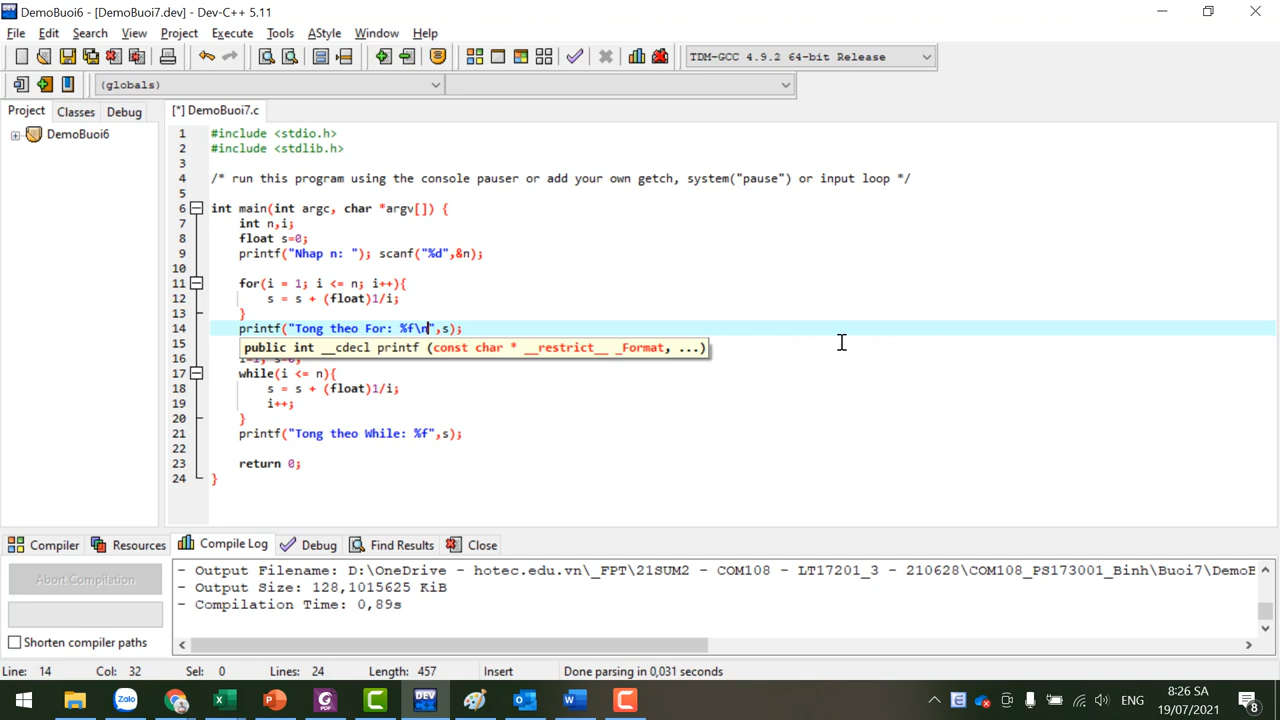 DemoBuoi6 - [DemoBuoi7.dev] - Dev-C++ 5.11
File Edit Search View Project Execute Tools AStyle Window Help
TDM-GCC 4.9.2 64-bit Release
(globals)
Project Classes Debug [*] DemoBuoi7.c
DemoBuoi6
1 #include <stdio.h>
2 #include <stdlib.h>
3
4 /* run this program using the console pauser or add your own getch, system("pause") or input loop */
5
6 int main(int argc, char *argv[]) {
7 int n,i;
8 float s=0;
9 printf("Nhap n: "); scanf("%d",&n);
10
11 for(i = 1; i <= n; i++){
12 s = s + (float)1/i;
13 }
14 printf("Tong theo For: %f\n",s);
15 public int __cdecl printf (const char * __restrict__ _Format, ...)
16 i=1; s=0;
17 while(i <= n){
18 s = s + (float)1/i;
19 i++;
20 }
21 printf("Tong theo While: %f",s);
22
23 return 0;
24 }
Compiler Resources Compile Log Debug Find Results Close
Abort Compilation
Shorten compiler paths
- Output Filename: D:\OneDrive - hotec.edu.vn\_FPT\21SUM2 - COM108 - LT17201_3 - 210628\COM108_PS173001_Binh\Buoi7\DemoB
- Output Size: 128,1015625 KiB
- Compilation Time: 0,89s
Line: 14 Col: 32 Sel: 0 Lines: 24 Length: 457 Insert Done parsing in 0,031 seconds
Zalo PDF DEV C++ ENG 8:26 SA
19/07/2021 8